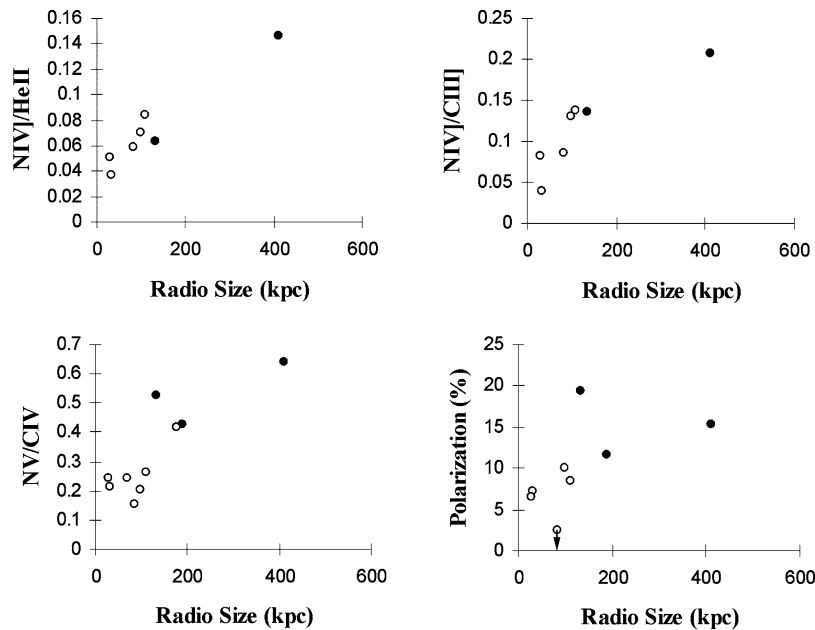 0.16
0.14
0.12
0.1
0.08
0.06
0.04
0.02
0
NIV]/HeII
0 200 400 600
Radio Size (kpc)
0.25
0.2
0.15
0.1
0.05
0
NIV]/CIII]
0 200 400 600
Radio Size (kpc)
0.7
0.6
0.5
0.4
0.3
0.2
0.1
0
NV/CIV
0 200 400 600
Radio Size (kpc)
25
20
15
10
5
0
Polarization (%)
0 200 400 600
Radio Size (kpc)